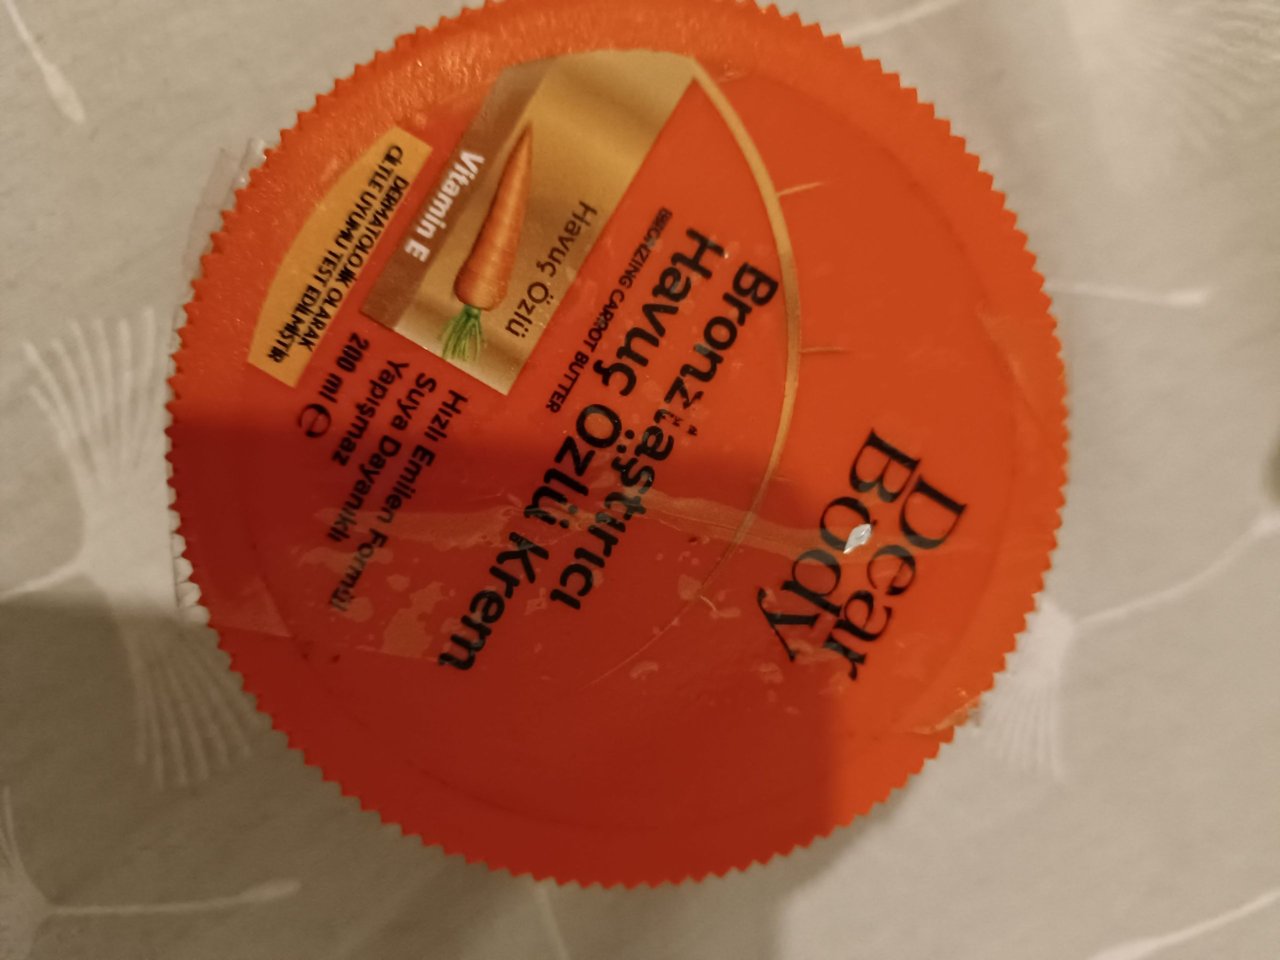 Dear
Body
Bronzlaştırıcı
Havuç Özlü Krem
BRONZING CARROT BUTTER
Havuç Özlü
Vitamin E
Hızlı Emilen Formül
Suya Dayanıklı
Yapışmaz
200 ml e
DERMATOLOJİK OLARAK
CİLTLE UYUMU TEST EDİLMİŞTİR